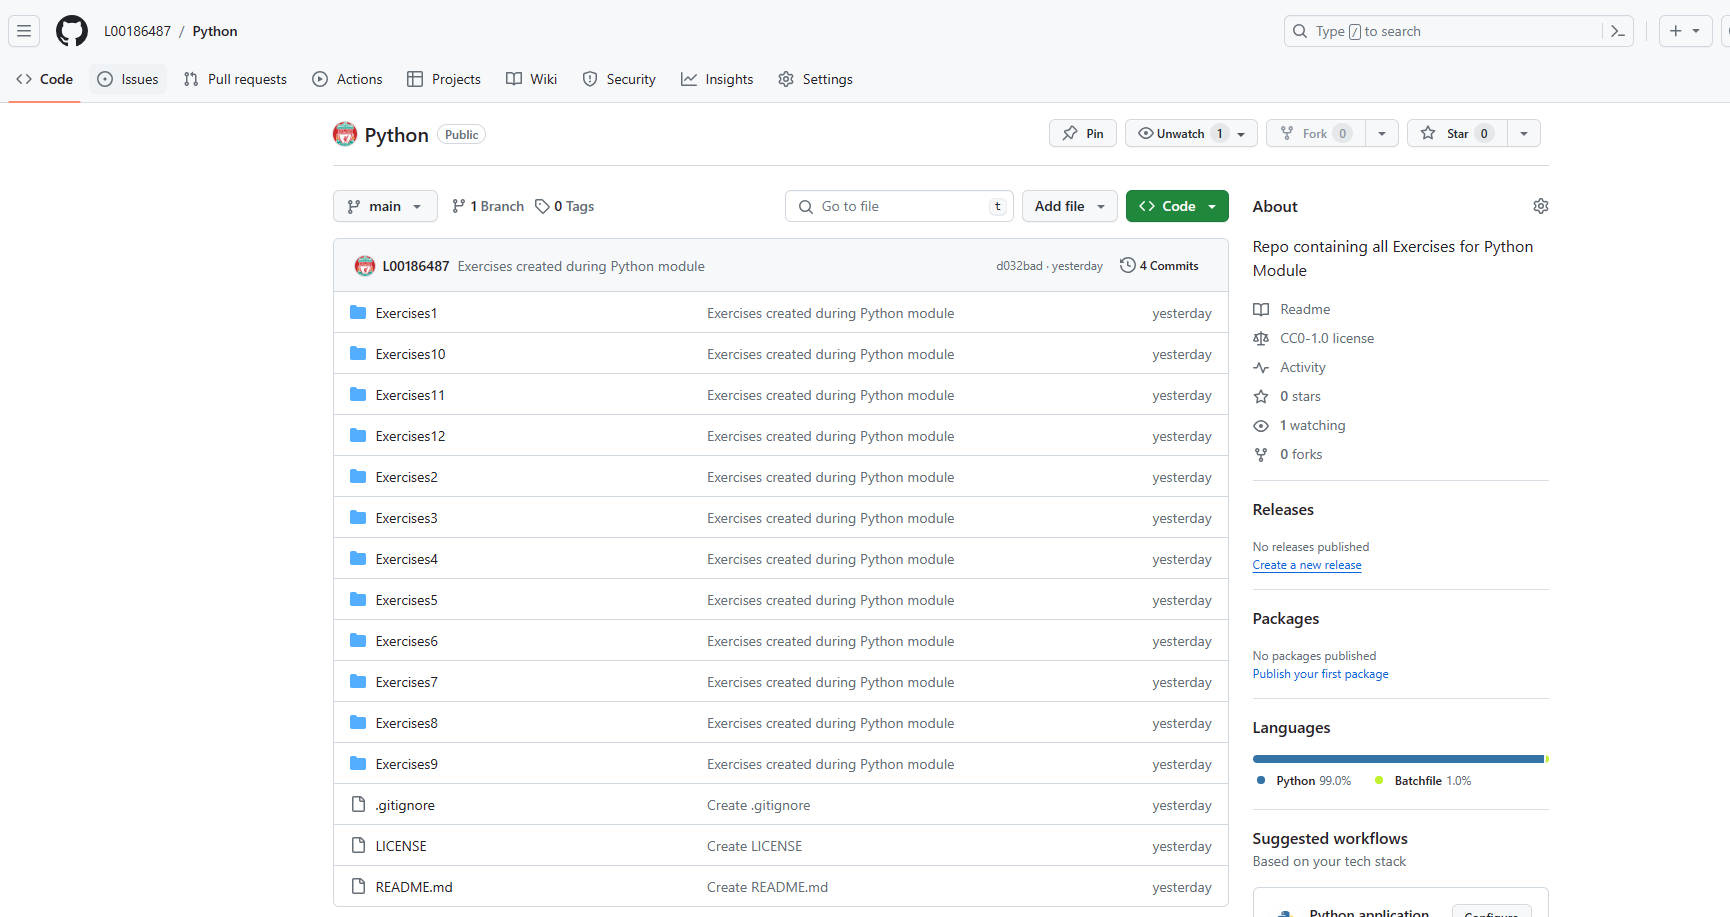 L00186487 / Python
Type / to search
Code Issues Pull requests Actions Projects Wiki Security Insights Settings
Python Public
Pin Unwatch 1 Fork 0 Star 0
main 1 Branch 0 Tags Go to file t Add file Code
L00186487 Exercises created during Python module d032bad · yesterday 4 Commits
Exercises1 Exercises created during Python module yesterday
Exercises10 Exercises created during Python module yesterday
Exercises11 Exercises created during Python module yesterday
Exercises12 Exercises created during Python module yesterday
Exercises2 Exercises created during Python module yesterday
Exercises3 Exercises created during Python module yesterday
Exercises4 Exercises created during Python module yesterday
Exercises5 Exercises created during Python module yesterday
Exercises6 Exercises created during Python module yesterday
Exercises7 Exercises created during Python module yesterday
Exercises8 Exercises created during Python module yesterday
Exercises9 Exercises created during Python module yesterday
.gitignore Create .gitignore yesterday
LICENSE Create LICENSE yesterday
README.md Create README.md yesterday
About
Repo containing all Exercises for Python
Module
Readme
CC0-1.0 license
Activity
0 stars
1 watching
0 forks
Releases
No releases published
Create a new release
Packages
No packages published
Publish your first package
Languages
Python 99.0% Batchfile 1.0%
Suggested workflows
Based on your tech stack
Python application Configure